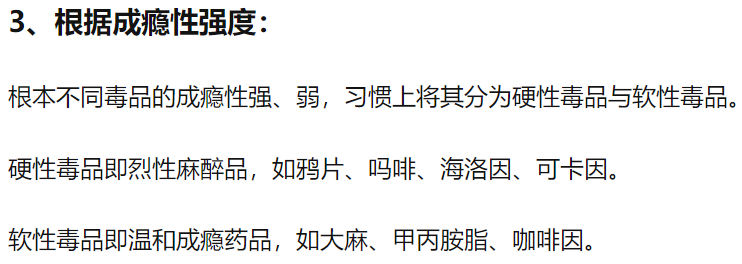 3、根据成瘾性强度：
根本不同毒品的成瘾性强、弱，习惯上将其分为硬性毒品与软性毒品。
硬性毒品即烈性麻醉品，如鸦片、吗啡、海洛因、可卡因。
软性毒品即温和成瘾药品，如大麻、甲丙胺脂、咖啡因。